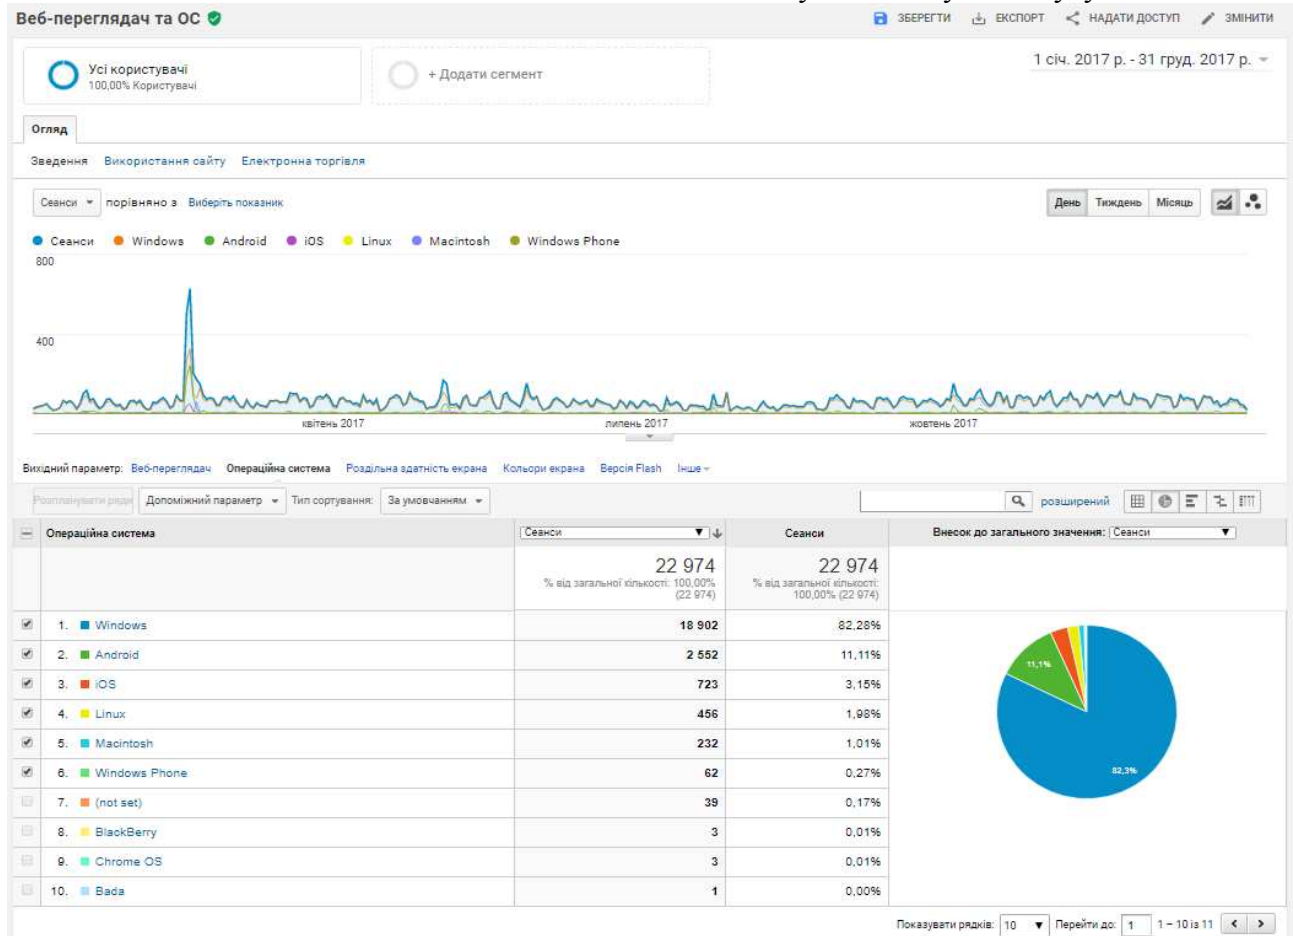 Веб-переглядач та ОС
ЗБЕРЕГТИ ЕКСПОРТ НАДАТИ ДОСТУП ЗМІНИТИ
Усі користувачі
100,00% Користувачі
+ Додати сегмент
1 січ. 2017 р. - 31 груд. 2017 р.
Огляд
Зведення Використання сайту Електронна торгівля
Сеанси порівняно з Виберіть показник
День Тиждень Місяць
Сеанси Windows Android iOS Linux Macintosh Windows Phone
800
400
квітень 2017 липень 2017 жовтень 2017
Вихідний параметр: Веб-переглядач Операційна система Роздільна здатність екрана Кольори екрана Версія Flash Інше
Розпланувати ряди Допоміжний параметр Тип сортування: За умовчанням розширений
Операційна система Сеанси Сеанси Внесок до загального значення: Сеанси
22 974 22 974
% від загальної кількості: 100,00% (22 974) % від загальної кількості: 100,00% (22 974)
1. Windows 18 902 82,28%
2. Android 2 552 11,11%
3. iOS 723 3,15%
4. Linux 456 1,98%
5. Macintosh 232 1,01%
6. Windows Phone 62 0,27%
7. (not set) 39 0,17%
8. BlackBerry 3 0,01%
9. Chrome OS 3 0,01%
10. Bada 1 0,00%
11,1%
82,3%
Показувати рядків: 10 Перейти до: 1 1 – 10 із 11